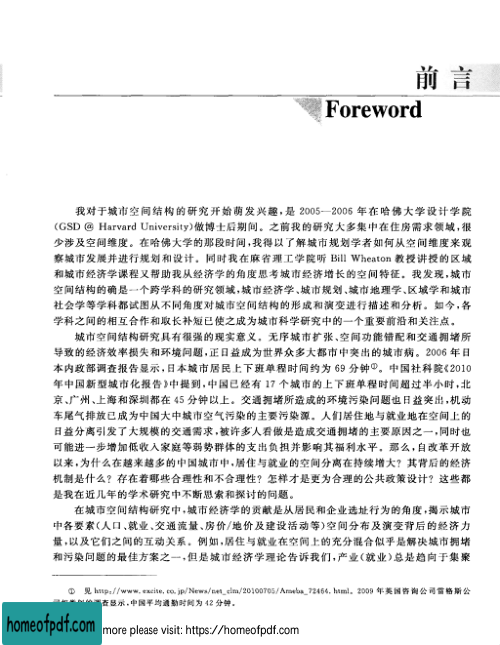 前 言
Foreword
我对于城市空间结构的研究开始萌发兴趣,是 2005—2006 年在哈佛大学设计学院
(GSD @ Harvard University)做博士后期间。之前我的研究大多集中在住房需求领域,很
少涉及空间维度。在哈佛大学的那段时间,我得以了解城市规划学者如何从空间维度来观
察城市发展并进行规划和设计。同时我在麻省理工学院听 Bill Wheaton 教授讲授的区域
和城市经济学课程又帮助我从经济学的角度思考城市经济增长的空间特征。我发现,城市
空间结构的确是一个跨学科的研究领域,城市经济学、城市规划、城市地理学、区域学和城市
社会学等学科都试图从不同角度对城市空间结构的形成和演变进行描述和分析。如今,各
学科之间的相互合作和取长补短已使之成为城市科学研究中的一个重要前沿和关注点。
城市空间结构研究具有很强的现实意义。无序城市扩张、空间功能错配和交通拥堵所
导致的经济效率损失和环境问题,正日益成为世界众多大都市中突出的城市病。2006 年日
本内政部调查报告显示,日本城市居民上下班单程时间约为 69 分钟①。中国社科院《2010
年中国新型城市化报告》中提到,中国已经有 17 个城市的上下班单程时间超过半小时,北
京、广州、上海和深圳都在 45 分钟以上。交通拥堵所造成的环境污染问题也日益突出,机动
车尾气排放已成为中国大中城市空气污染的主要污染源。人们居住地与就业地在空间上的
日益分离引发了大规模的交通需求,被许多人看做是造成交通拥堵的主要原因之一,同时也
可能进一步增加低收入家庭等弱势群体的支出负担并影响其福利水平。那么,自改革开放
以来,为什么在越来越多的中国城市中,居住与就业的空间分离在持续增大？其背后的经济
机制是什么？存在着哪些合理性和不合理性？怎样才是更为合理的公共政策设计？这些都
是我在近几年的学术研究中不断思索和探讨的问题。
在城市空间结构研究中,城市经济学的贡献是从居民和企业选址行为的角度,揭示城市
中各要素(人口、就业、交通流量、房价/地价及建设活动等)空间分布及演变背后的经济力
量,以及它们之间的互动关系。例如,居住与就业在空间上的充分混合似乎是解决城市拥堵
和污染问题的最佳方案之一,但是城市经济学理论告诉我们,产业(就业)总是趋向于集聚
① 见 http://www.excite.co.jp/News/net_clm/20100705/Ameba_72464.html。2009 年英国咨询公司雷格斯公
调查显示,中国平均通勤时间为 42 分钟。
homeofpdf.com
more please visit: https://homeofpdf.com